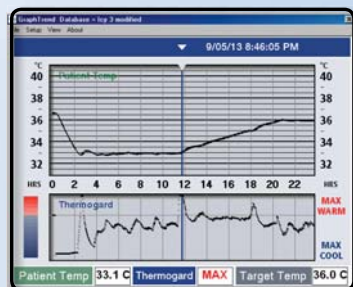 GraphTrend Database - Icy 3 modified
File Setup View About
9/05/13 8:46:05 PM
°C Patient Temp °C
40 40
38 38
36 36
34 34
32 32
HRS 0 2 4 6 8 10 12 14 16 18 20 22 HRS
Thermogard
MAX WARM
MAX COOL
Patient Temp 33.1 C Thermogard MAX Target Temp 36.0 C